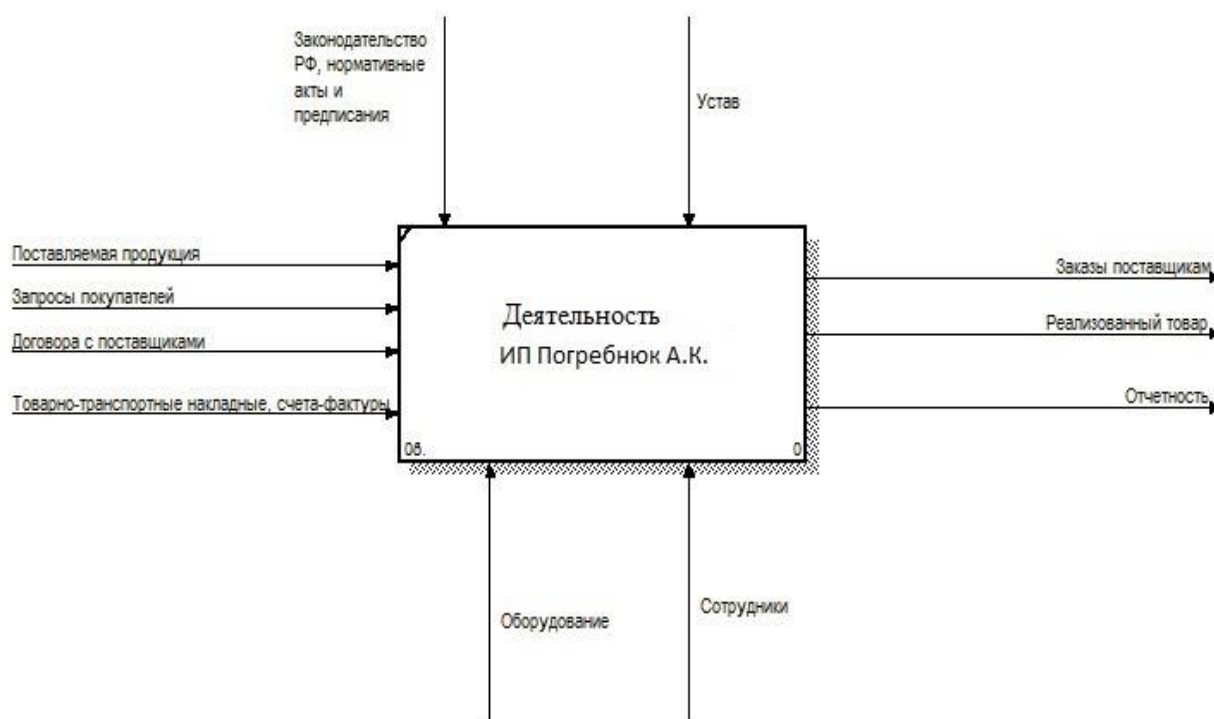 Законодательство
РФ, нормативные
акты и
предписания
Устав
Поставляемая продукция
Запросы покупателей
Договора с поставщиками
Товарно-транспортные накладные, счета-фактуры
Деятельность
ИП Погребнюк А.К.
0р.
0
Заказы поставщикам
Реализованный товар
Отчетность
Оборудование
Сотрудники